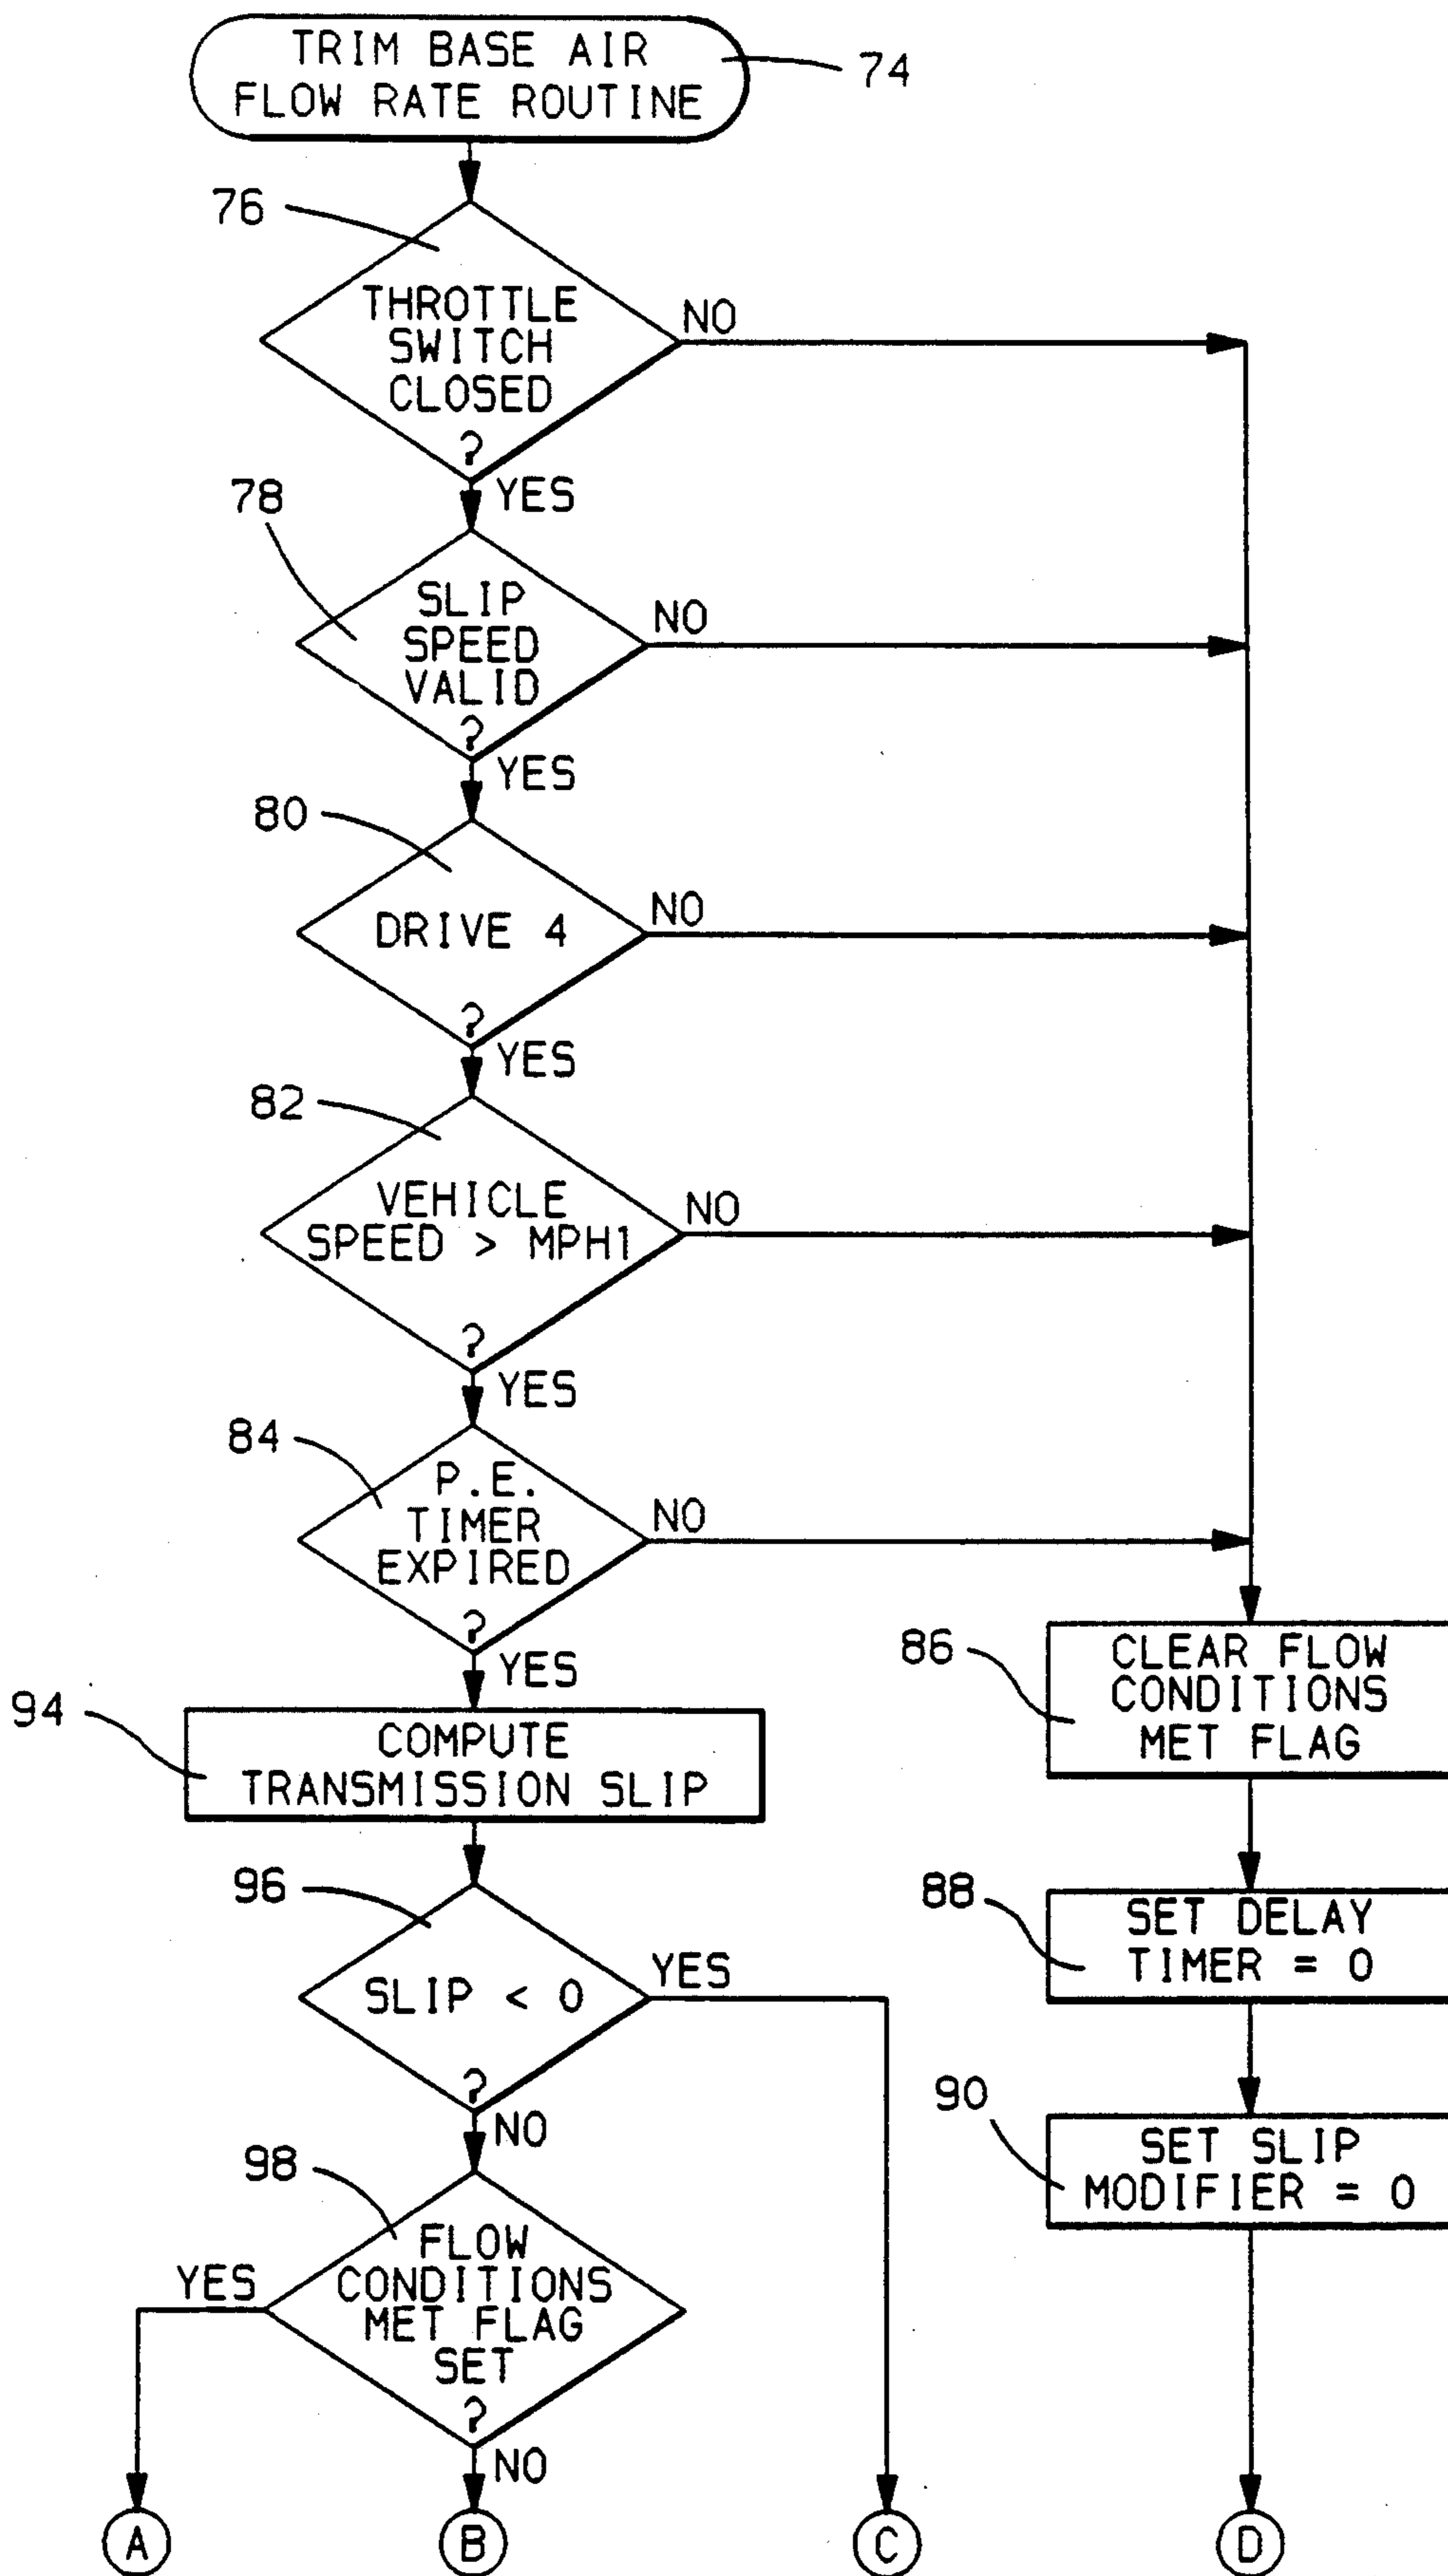 TRIM BASE AIR
FLOW RATE ROUTINE
74
76
THROTTLE
SWITCH
CLOSED
?
NO
YES
78
SLIP
SPEED
VALID
?
NO
YES
80
DRIVE 4
?
NO
YES
82
VEHICLE
SPEED > MPH1
?
NO
YES
84
P.E.
TIMER
EXPIRED
?
NO
YES
86
CLEAR FLOW
CONDITIONS
MET FLAG
94
COMPUTE
TRANSMISSION SLIP
88
SET DELAY
TIMER = 0
96
SLIP < 0
?
YES
NO
90
SET SLIP
MODIFIER = 0
98
FLOW
CONDITIONS
MET FLAG
SET
?
YES
NO
A
B
C
D